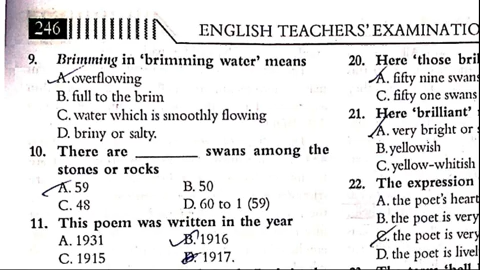 246
ENGLISH TEACHERS' EXAMINATIO
9. Brimming in 'brimming water' means
A. overflowing
B. full to the brim
C. water which is smoothly flowing
D. briny or salty.
10. There are ________ swans among the
stones or rocks
A. 59 B. 50
C. 48 D. 60 to 1 (59)
11. This poem was written in the year
A. 1931 B. 1916
C. 1915 D. 1917.
20. Here 'those bril
A. fifty nine swans
C. fifty one swans
21. Here 'brilliant'
A. very bright or
B. yellowish
C. yellow-whitish
22. The expression
A. the poet's heart
B. the poet is very
C. the poet is very
D. the poet is livel